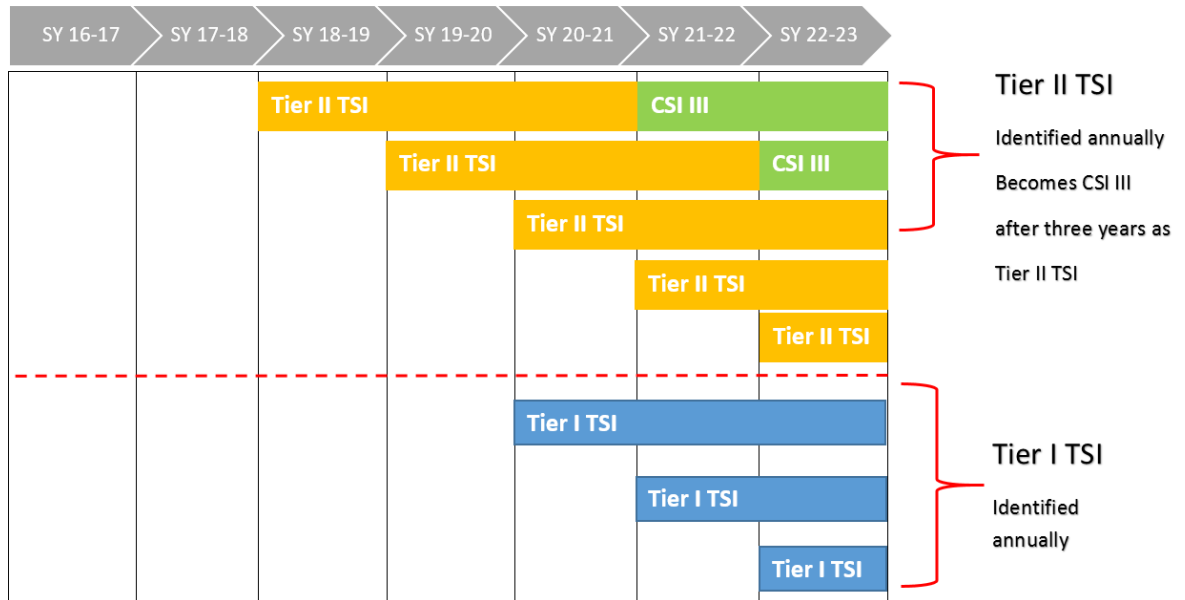 SY 16-17 SY 17-18 SY 18-19 SY 19-20 SY 20-21 SY 21-22 SY 22-23
Tier II TSI CSI III
Tier II TSI CSI III
Tier II TSI
Tier II TSI
Tier II TSI
Tier II TSI
Identified annually
Becomes CSI III
after three years as
Tier II TSI
Tier I TSI
Tier I TSI
Tier I TSI
Tier I TSI
Identified
annually